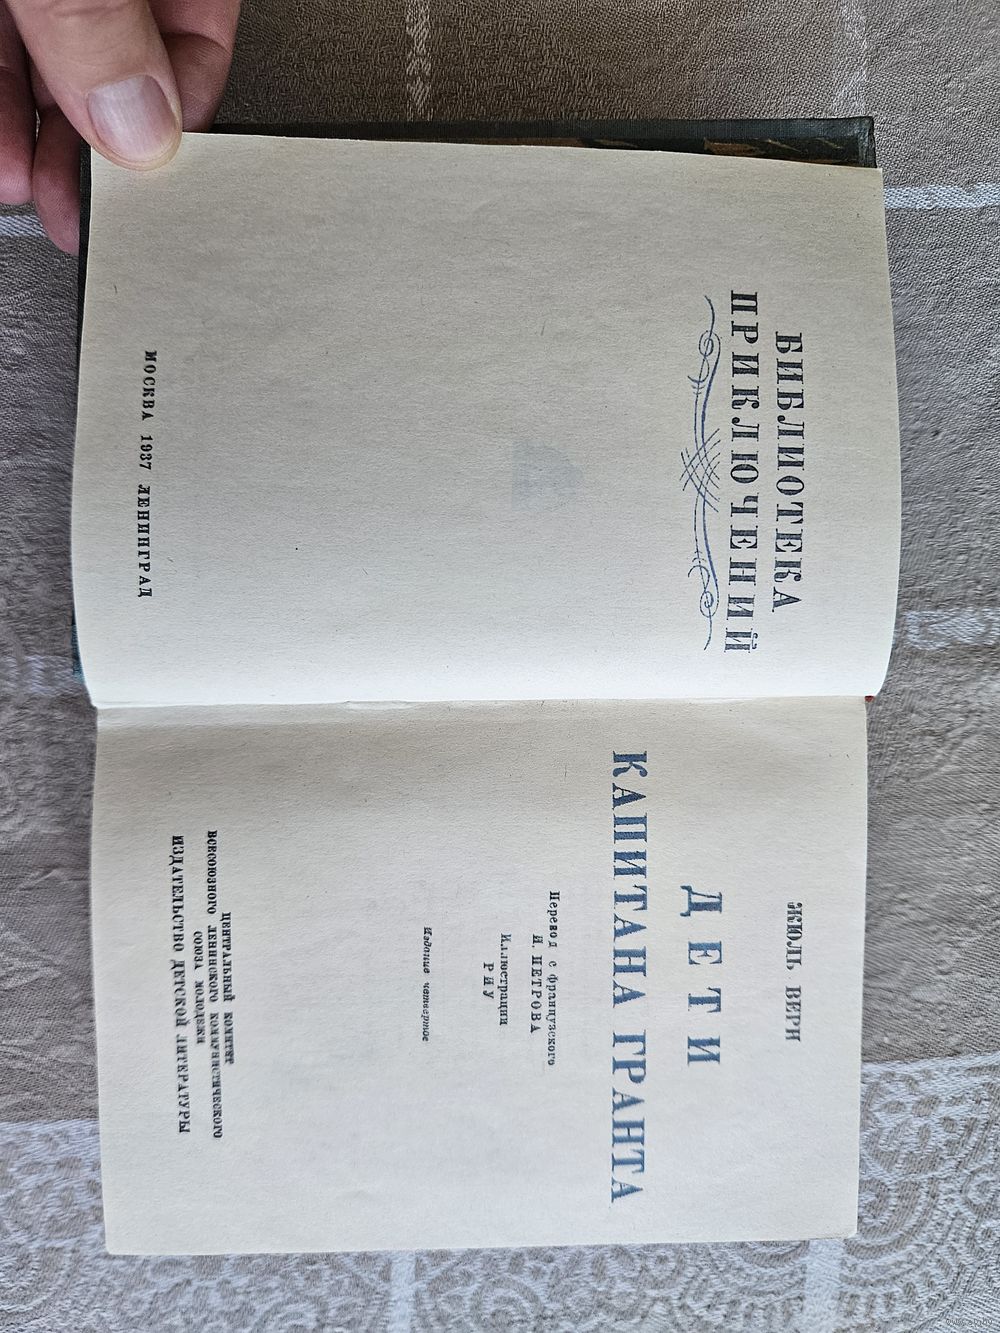 БИБЛИОТЕКА
ПРИКЛЮЧЕНИЙ
МОСКВА 1937 ЛЕНИНГРАД
ЖЮЛЬ ВЕРН
ДЕТИ
КАПИТАНА ГРАНТА
Перевод с французского
И. ПЕТРОВА
Иллюстрации
РИУ
Издание четвертое
ЦЕНТРАЛЬНЫЙ КОМИТЕТ
ВСЕСОЮЗНОГО ЛЕНИНСКОГО КОММУНИСТИЧЕСКОГО
СОЮЗА МОЛОДЕЖИ
ИЗДАТЕЛЬСТВО ДЕТСКОЙ ЛИТЕРАТУРЫ